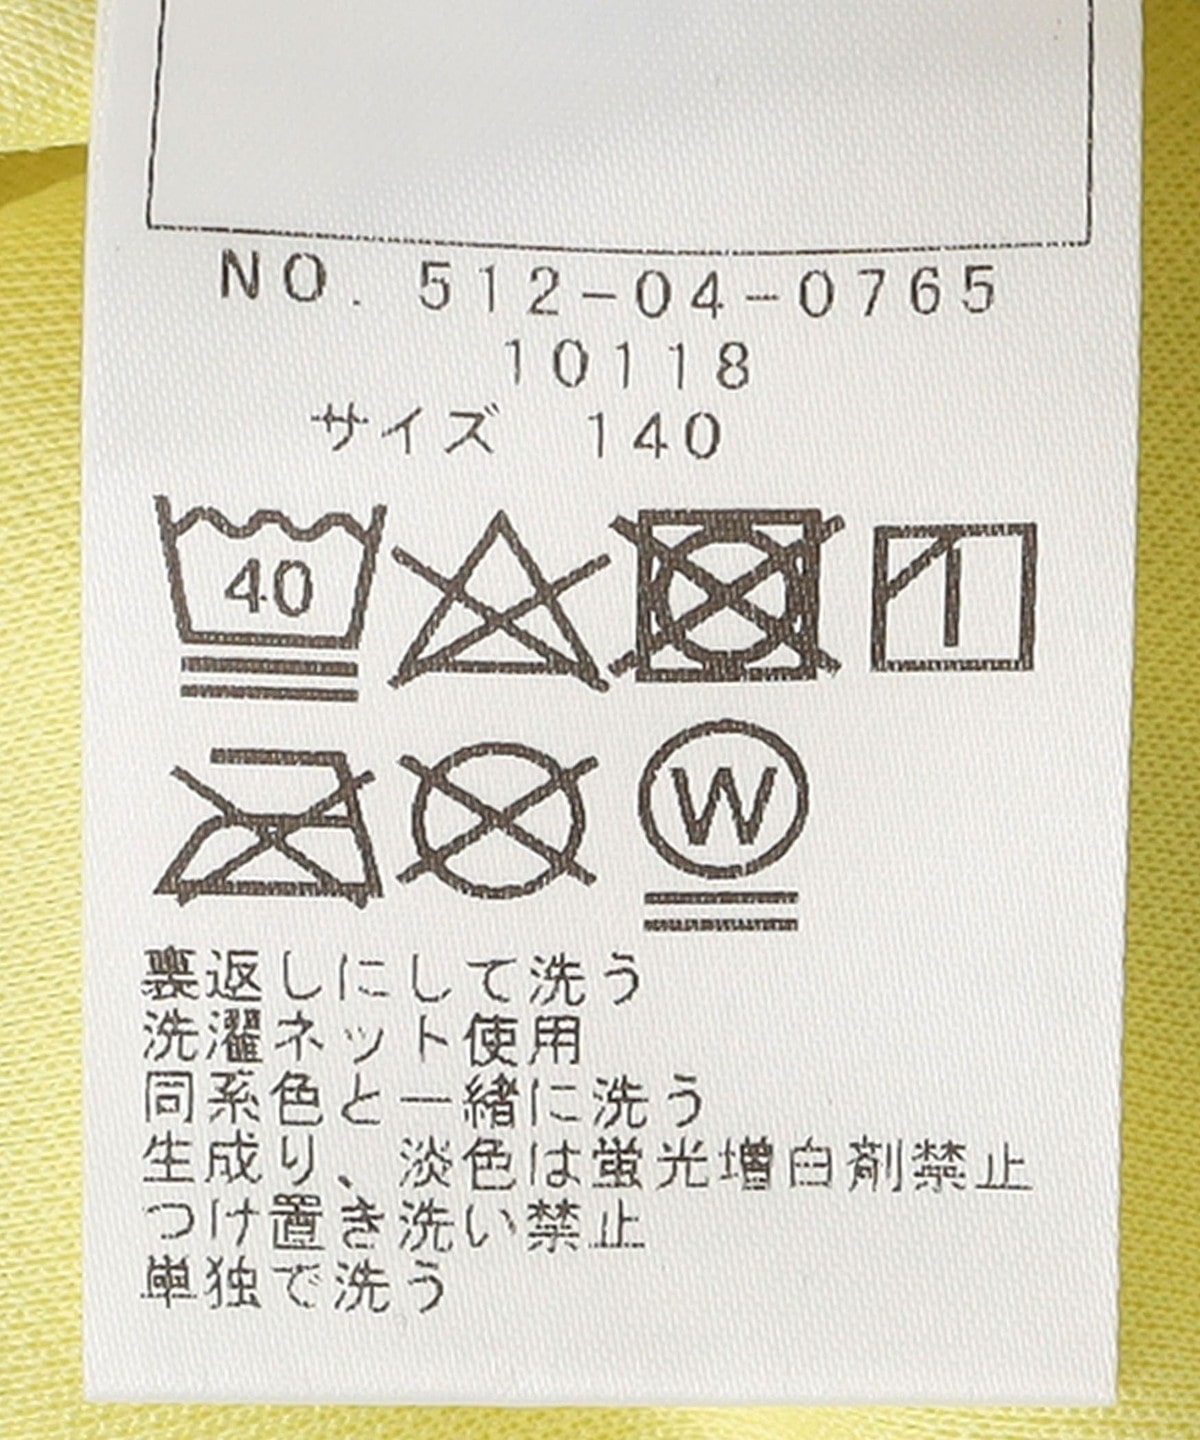 NO. 512-04-0765
10118
サイズ 140
40
W
裏返しにして洗う
洗濯ネット使用
同系色と一緒に洗う
生成り、淡色は蛍光増白剤禁止
つけ置き洗い禁止
単独で洗う